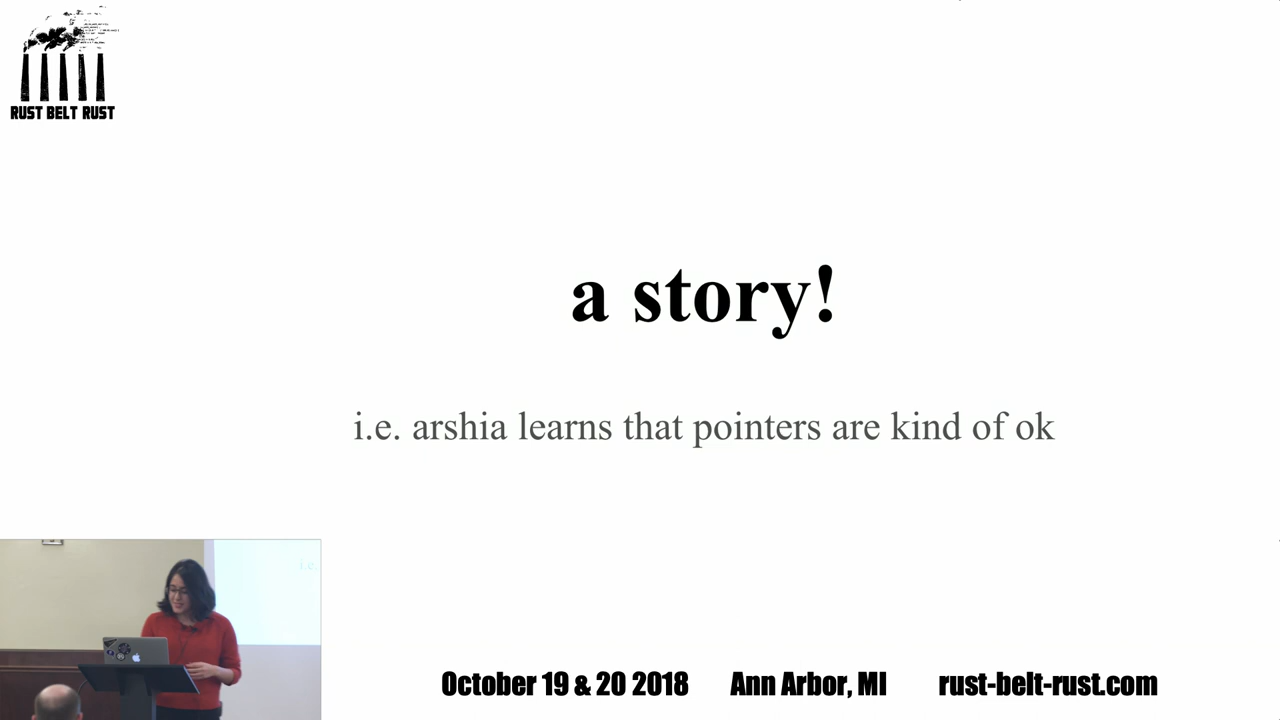 RUST BELT RUST
a story!
i.e. arshia learns that pointers are kind of ok
i.e.
October 19 & 20 2018 Ann Arbor, MI rust-belt-rust.com